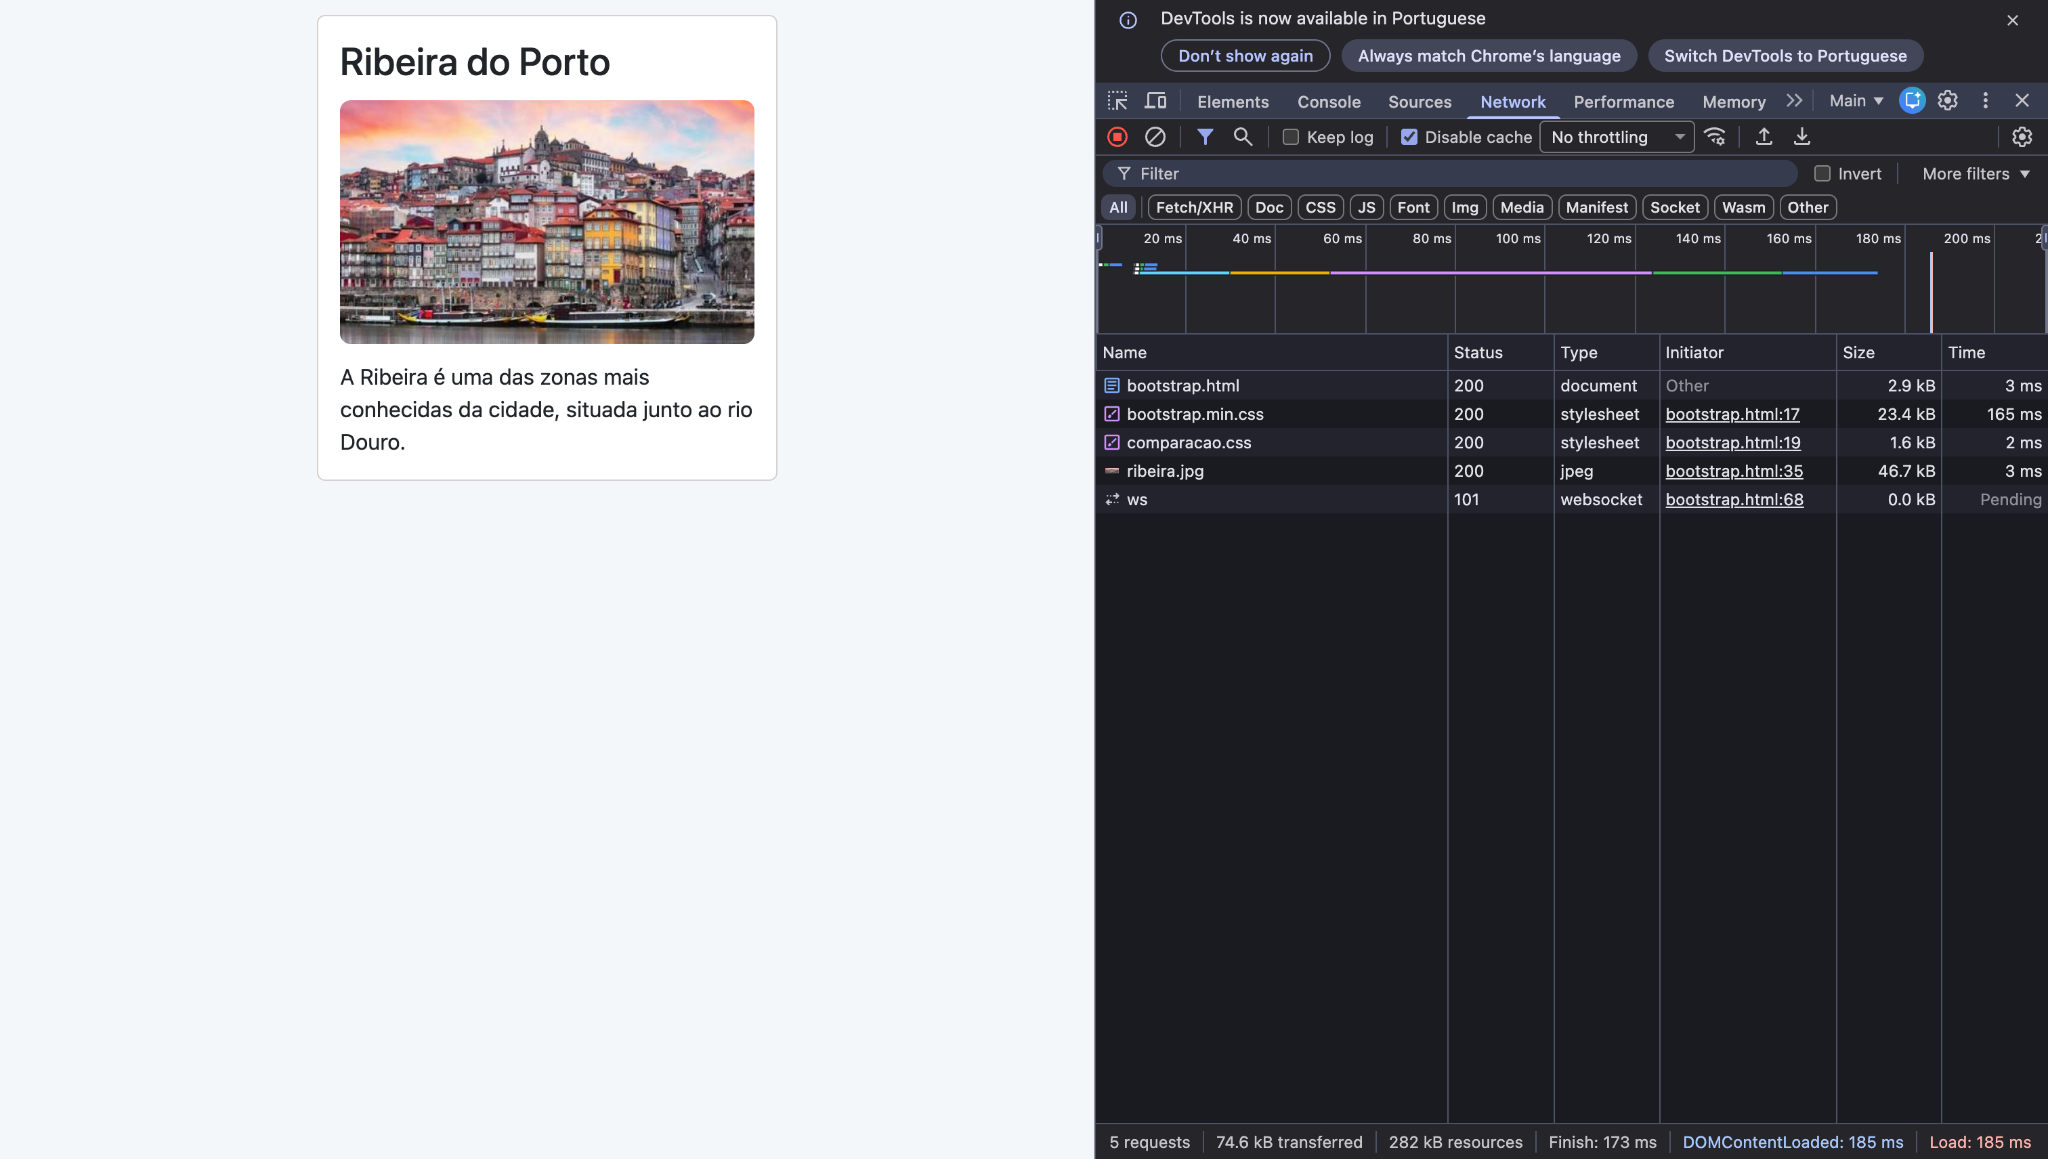 Ribeira do Porto
A Ribeira é uma das zonas mais
conhecidas da cidade, situada junto ao rio
Douro.
DevTools is now available in Portuguese
Don't show again
Always match Chrome's language
Switch DevTools to Portuguese
Elements Console Sources Network Performance Memory Main
Keep log Disable cache No throttling
Filter Invert More filters
All Fetch/XHR Doc CSS JS Font Img Media Manifest Socket Wasm Other
20 ms 40 ms 60 ms 80 ms 100 ms 120 ms 140 ms 160 ms 180 ms 200 ms 2
Name Status Type Initiator Size Time
bootstrap.html 200 document Other 2.9 kB 3 ms
bootstrap.min.css 200 stylesheet bootstrap.html:17 23.4 kB 165 ms
comparacao.css 200 stylesheet bootstrap.html:19 1.6 kB 2 ms
ribeira.jpg 200 jpeg bootstrap.html:35 46.7 kB 3 ms
ws 101 websocket bootstrap.html:68 0.0 kB Pending
5 requests 74.6 kB transferred 282 kB resources Finish: 173 ms DOMContentLoaded: 185 ms Load: 185 ms